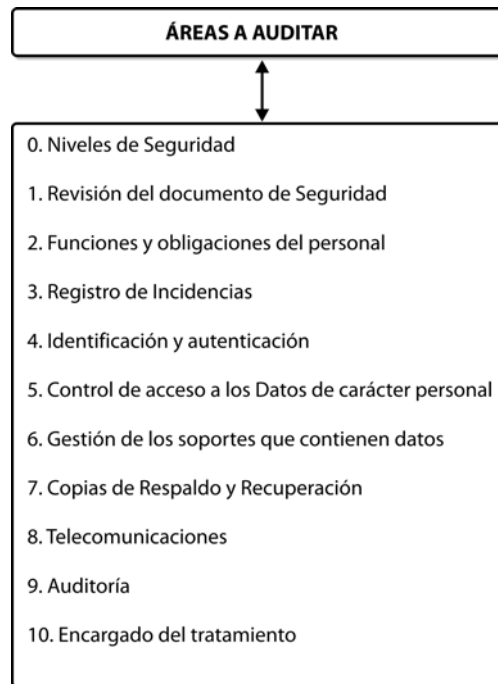 ÁREAS A AUDITAR
0. Niveles de Seguridad
1. Revisión del documento de Seguridad
2. Funciones y obligaciones del personal
3. Registro de Incidencias
4. Identificación y autenticación
5. Control de acceso a los Datos de carácter personal
6. Gestión de los soportes que contienen datos
7. Copias de Respaldo y Recuperación
8. Telecomunicaciones
9. Auditoría
10. Encargado del tratamiento